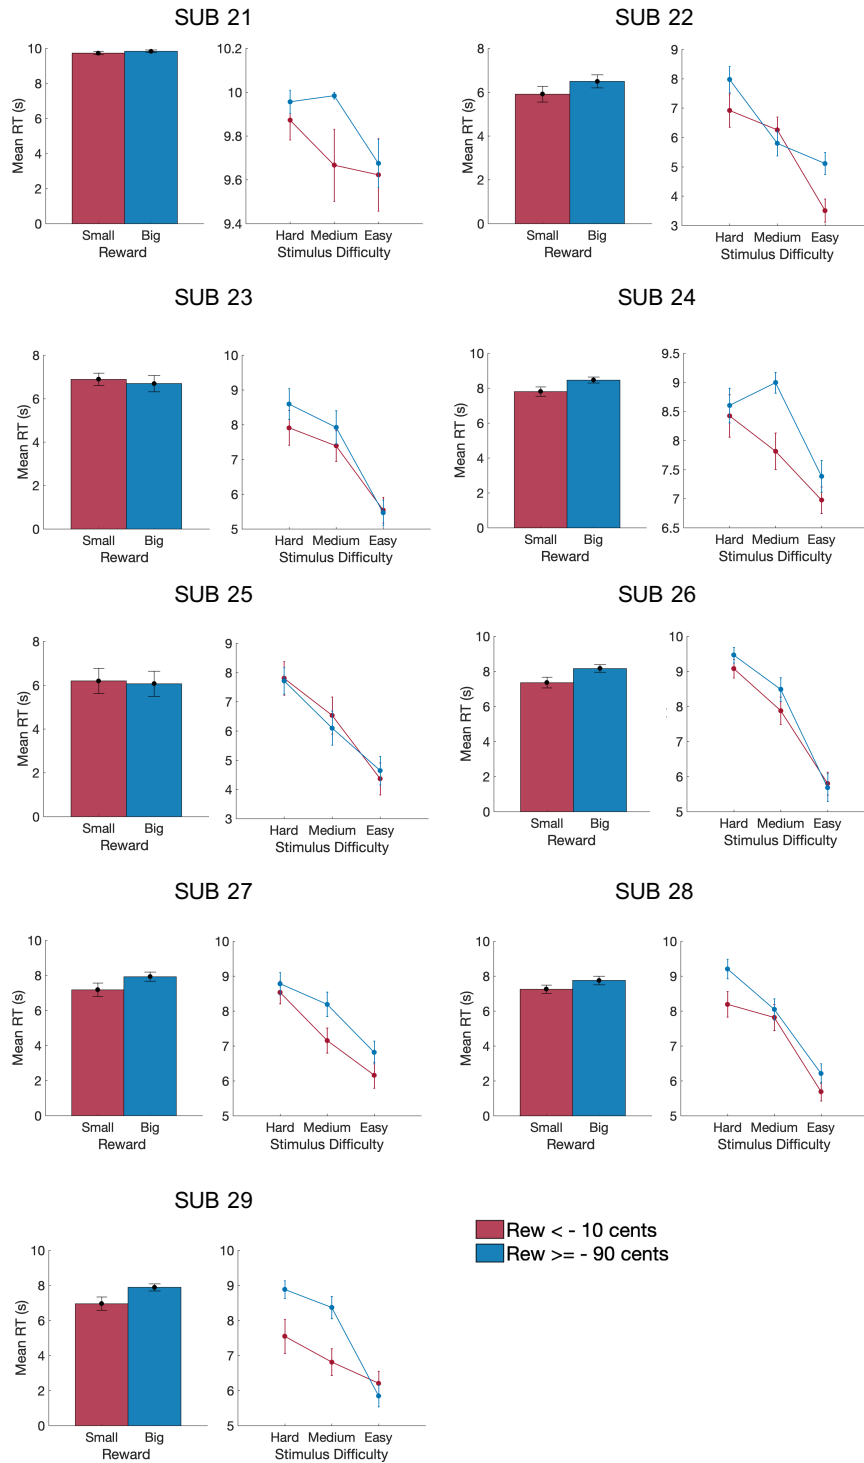 SUB 21
SUB 22
10
8
6
4
2
0
Mean RT (s)
Small Big
Reward
10.2
10
9.8
9.6
9.4
Hard Medium Easy
Stimulus Difficulty
8
6
4
2
0
Mean RT (s)
Small Big
Reward
9
8
7
6
5
4
3
Hard Medium Easy
Stimulus Difficulty
SUB 23
SUB 24
8
6
4
2
0
Mean RT (s)
Small Big
Reward
10
9
8
7
6
5
Hard Medium Easy
Stimulus Difficulty
10
8
6
4
2
0
Mean RT (s)
Small Big
Reward
9.5
9
8.5
8
7.5
7
6.5
Hard Medium Easy
Stimulus Difficulty
SUB 25
SUB 26
8
6
4
2
0
Mean RT (s)
Small Big
Reward
9
8
7
6
5
4
3
Hard Medium Easy
Stimulus Difficulty
10
8
6
4
2
0
Mean RT (s)
Small Big
Reward
10
9
8
7
6
5
Hard Medium Easy
Stimulus Difficulty
SUB 27
SUB 28
10
8
6
4
2
0
Mean RT (s)
Small Big
Reward
10
9
8
7
6
5
Hard Medium Easy
Stimulus Difficulty
10
8
6
4
2
0
Mean RT (s)
Small Big
Reward
10
9
8
7
6
5
Hard Medium Easy
Stimulus Difficulty
SUB 29
10
8
6
4
2
0
Mean RT (s)
Small Big
Reward
10
9
8
7
6
5
Hard Medium Easy
Stimulus Difficulty
Rew < - 10 cents
Rew >= - 90 cents